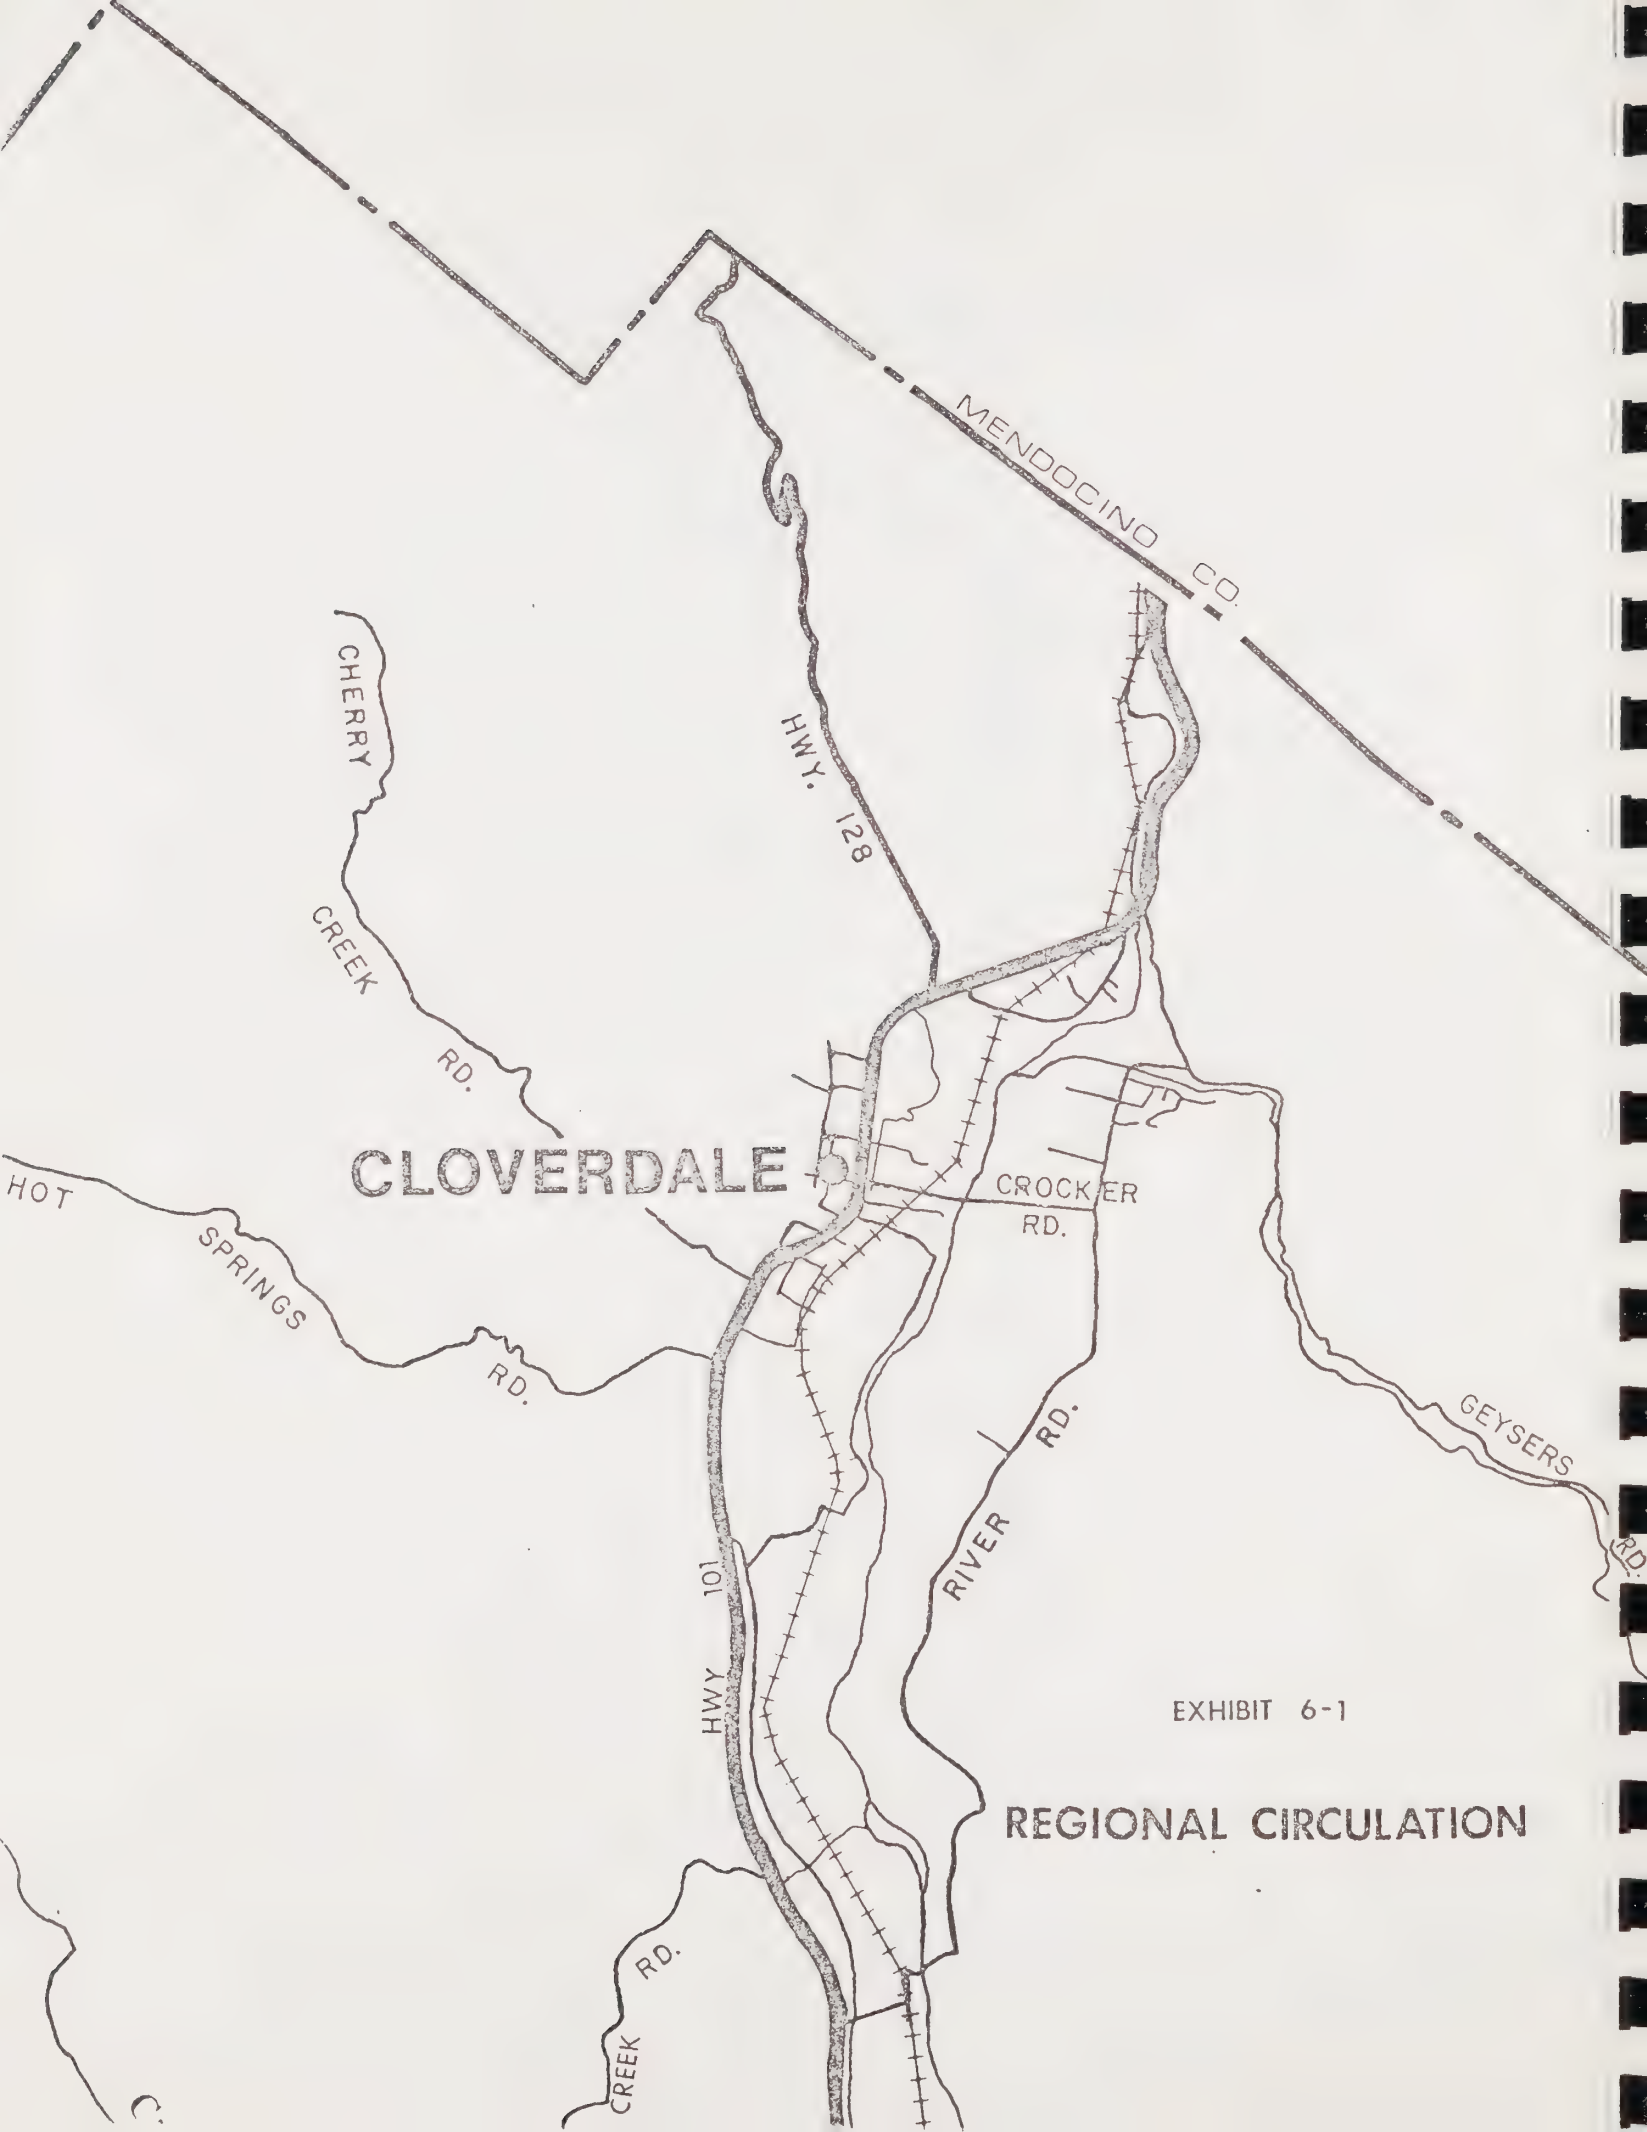 MENDOCINO CO.
CHERRY
CREEK
RD.
HWY. 128
CLOVERDALE
HOT
SPRINGS
RD.
CROCKER
RD.
GEYSERS
RD.
RIVER RD.
HWY 101
EXHIBIT 6-1
REGIONAL CIRCULATION
RD.
CREEK
C